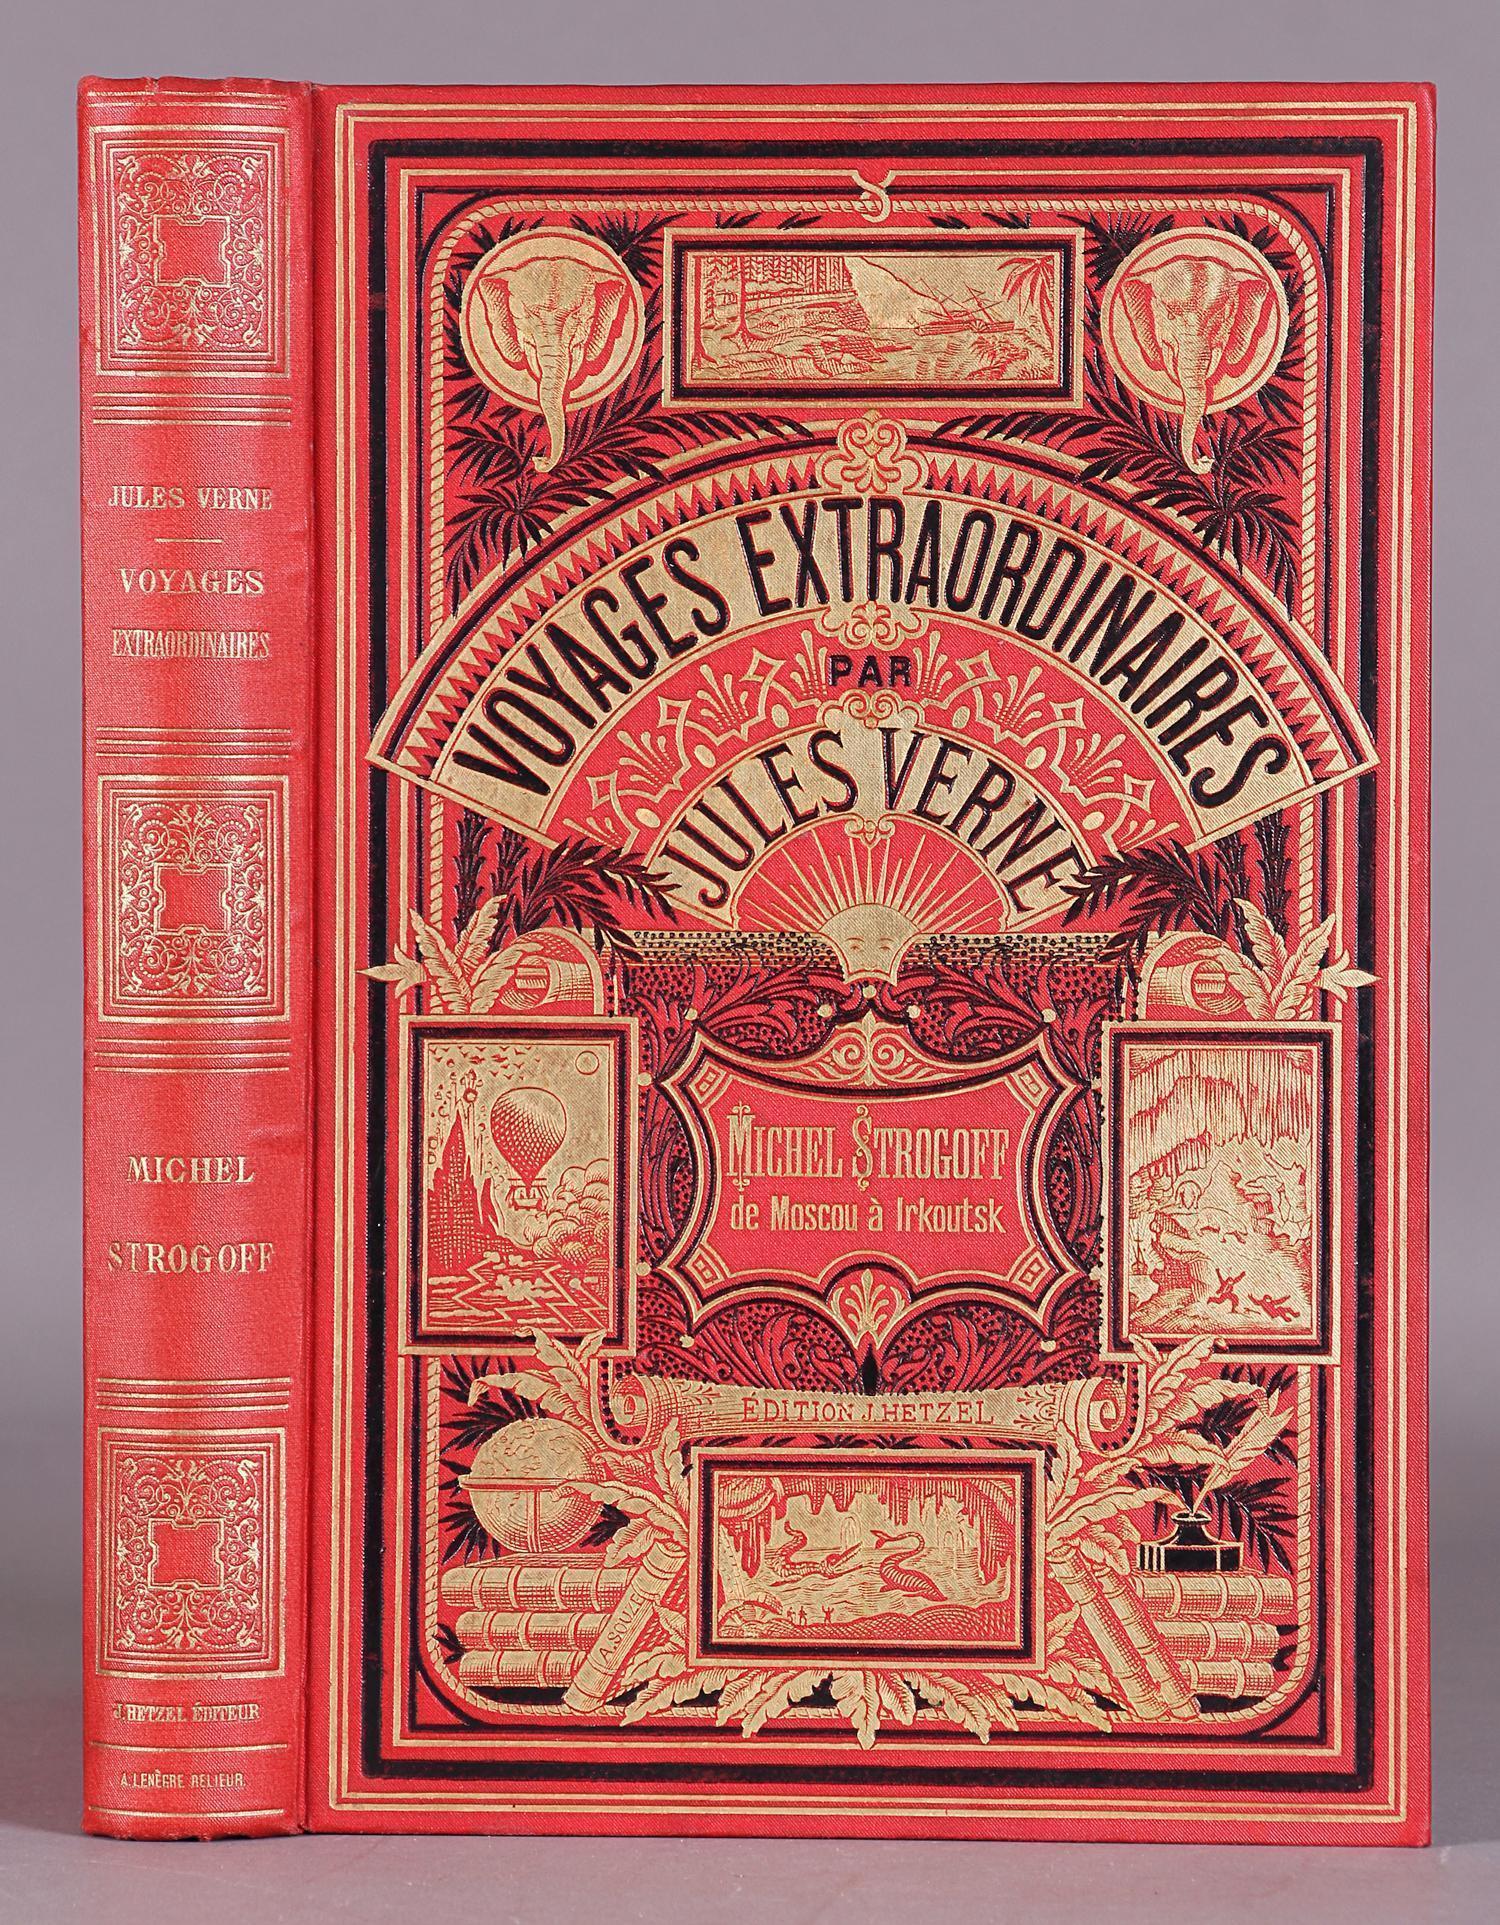 JULES VERNE
VOYAGES
EXTRAORDINAIRES
MICHEL
STROGOFF
J. HETZEL ÉDITEUR
A. LENÈGRE RELIEUR.
VOYAGES EXTRAORDINAIRES
PAR
JULES VERNE
MICHEL STROGOFF
de Moscou à Irkoutsk
ÉDITION J. HETZEL
A. SOUZE